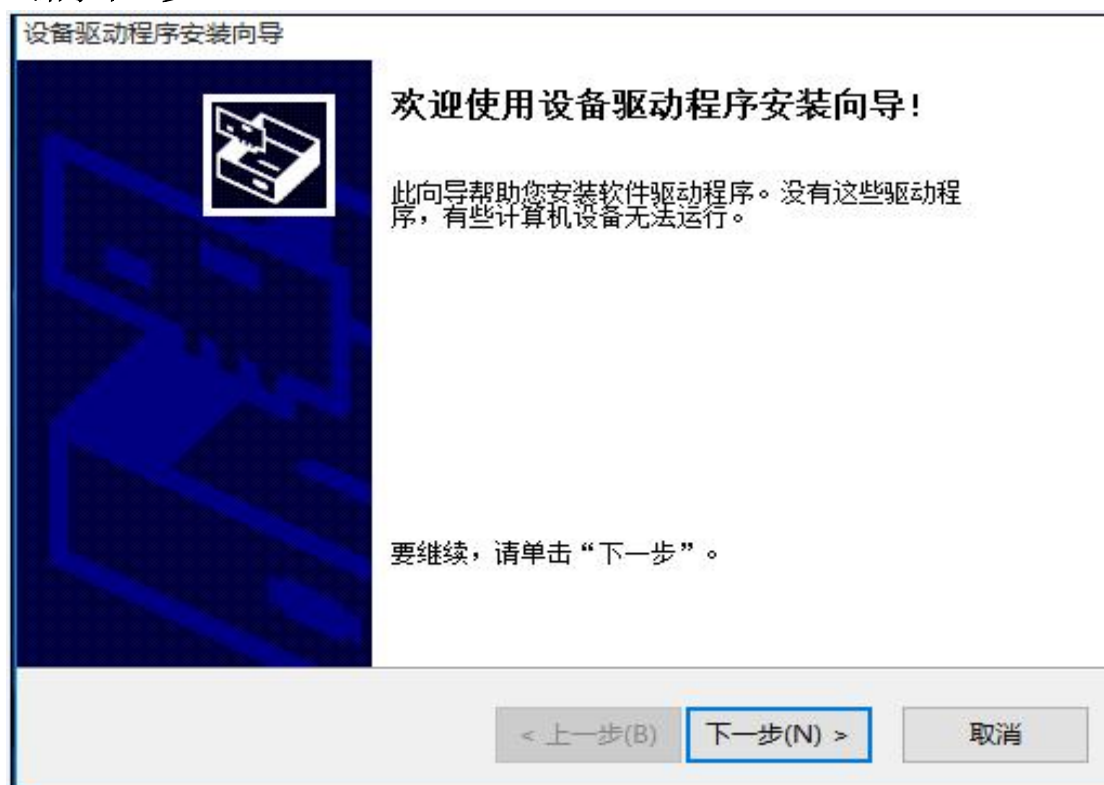 设备驱动程序安装向导
欢迎使用设备驱动程序安装向导!
此向导帮助您安装软件驱动程序。没有这些驱动程
序，有些计算机设备无法运行。
要继续，请单击“下一步”。
< 上一步(B)
下一步(N) >
取消